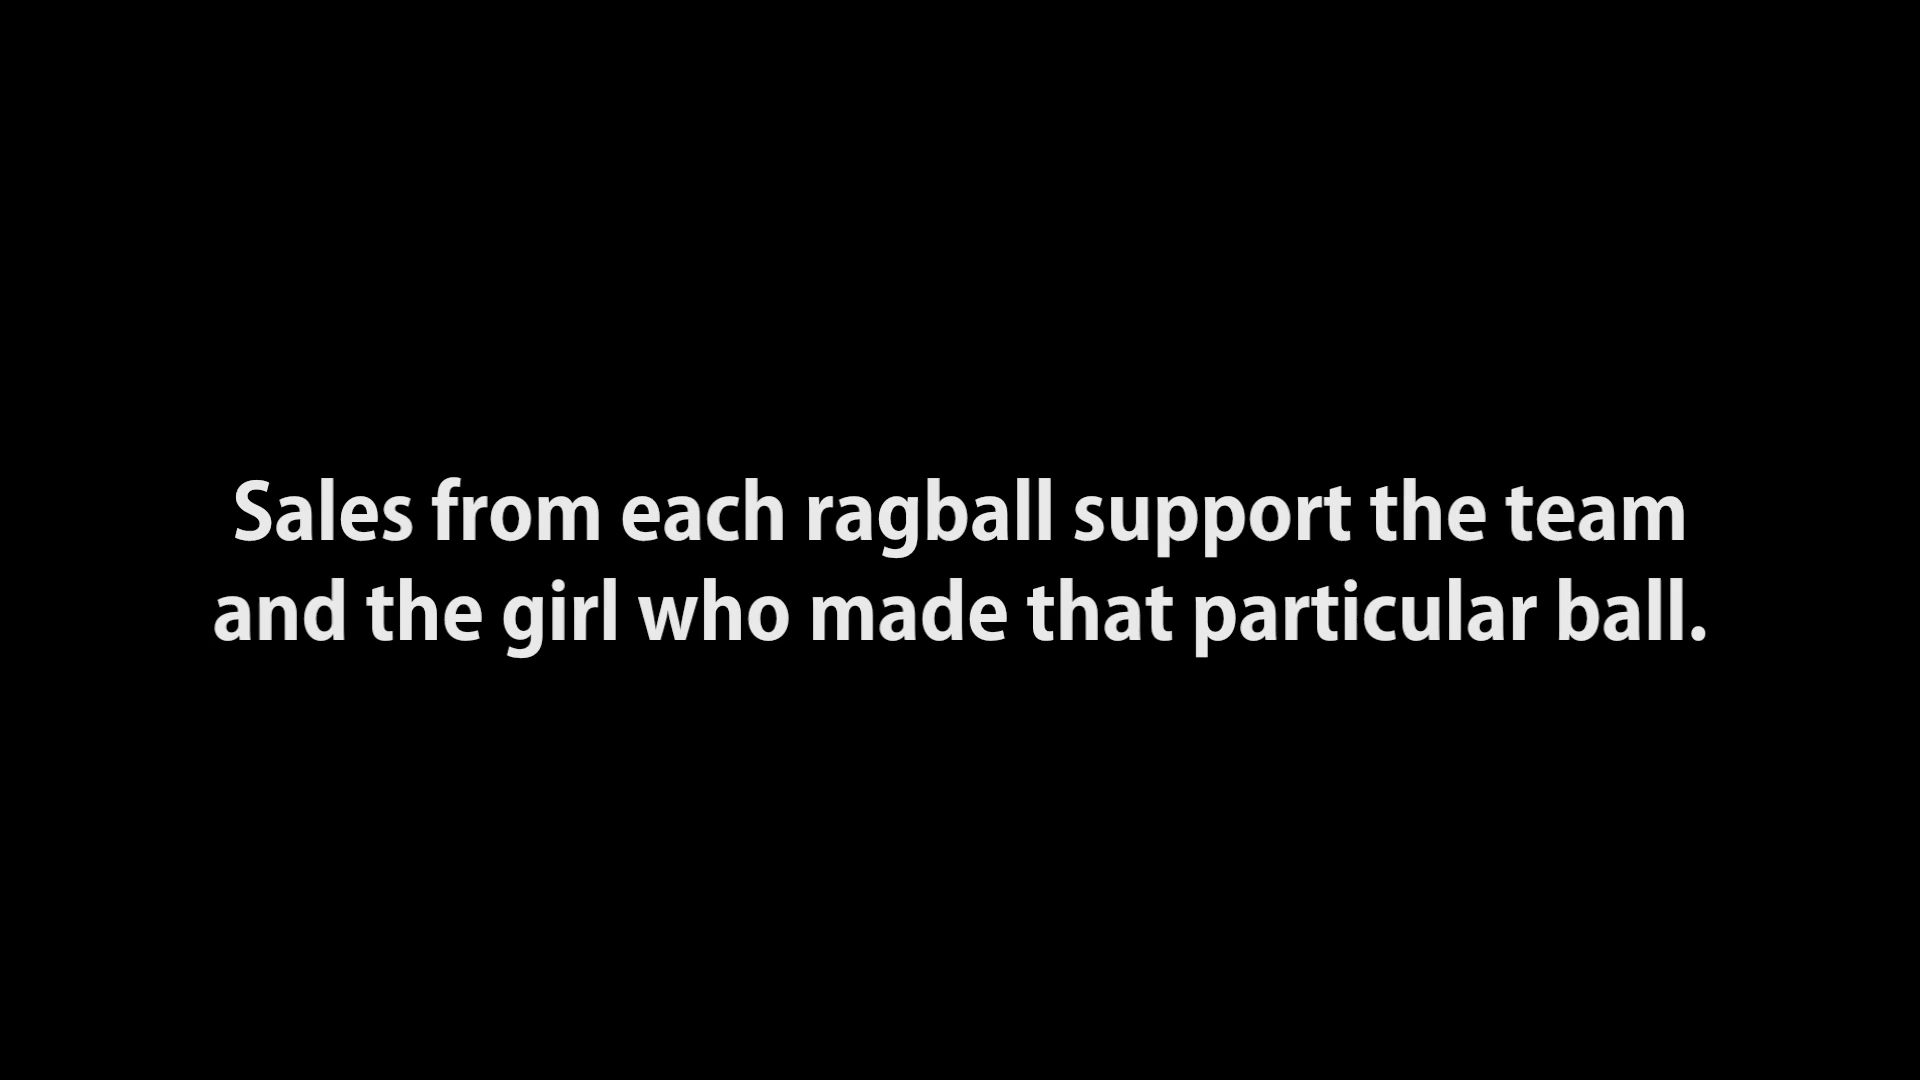 Sales from each ragball support the team
and the girl who made that particular ball.